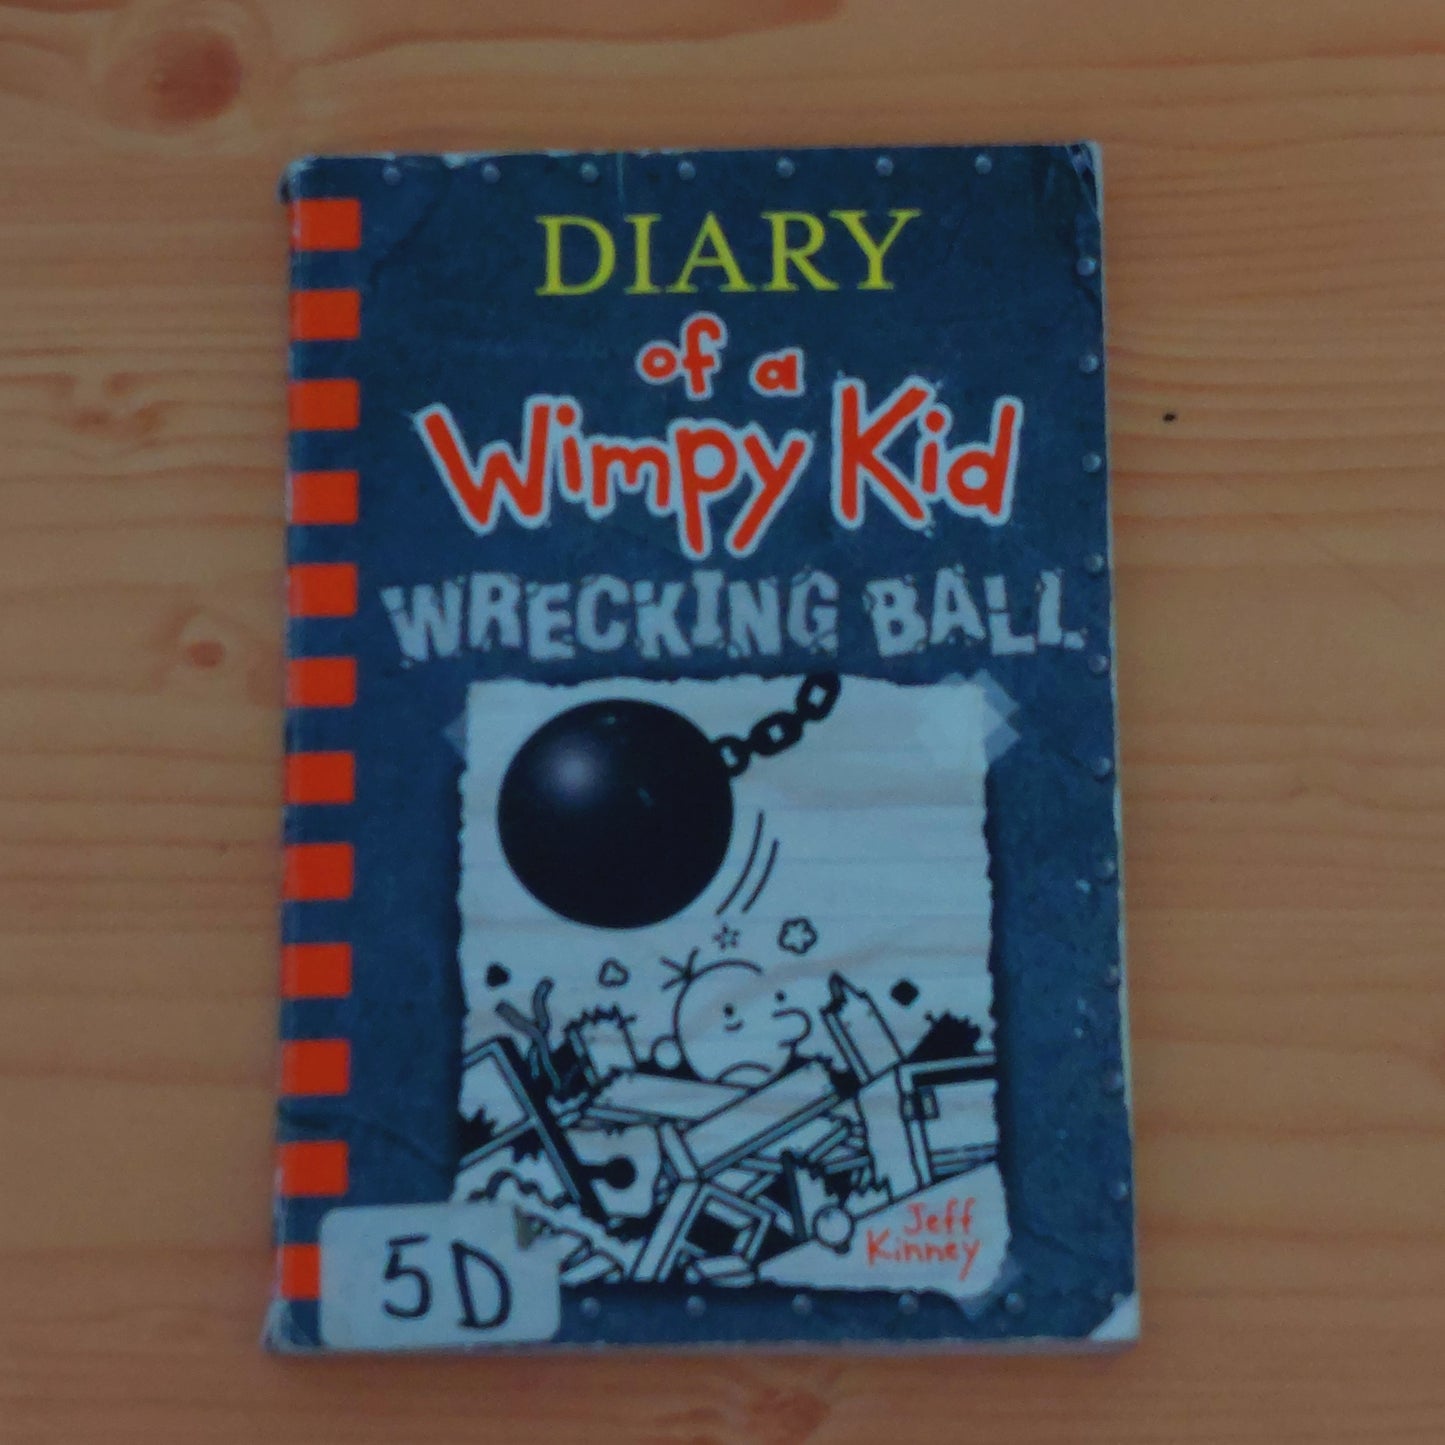 DIARY
of a
Wimpy Kid
WRECKING BALL
Jeff
Kinney
5D